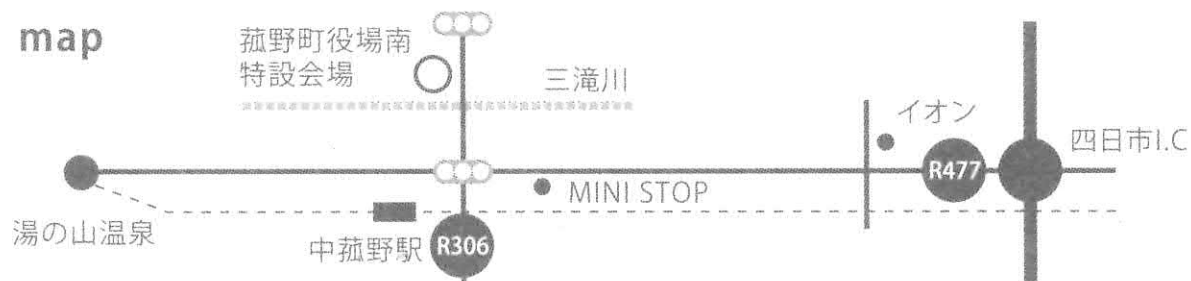 map
菰野町役場南
特設会場
三滝川
イオン
四日市I.C
R477
MINI STOP
湯の山温泉
中菰野駅
R306